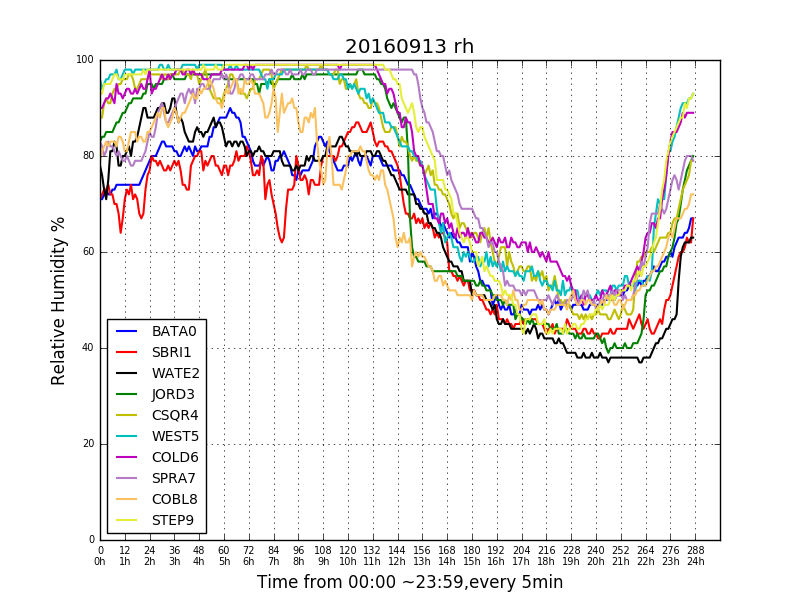 20160913 rh
Relative Humidity %
100
80
60
40
20
0
BATA0
SBRI1
WATE2
JORD3
CSQR4
WEST5
COLD6
SPRA7
COBL8
STEP9
0 12 24 36 48 60 72 84 96 108 120 132 144 156 168 180 192 204 216 228 240 252 264 276 288
0h 1h 2h 3h 4h 5h 6h 7h 8h 9h 10h 11h 12h 13h 14h 15h 16h 17h 18h 19h 20h 21h 22h 23h 24h
Time from 00:00 ~23:59,every 5min